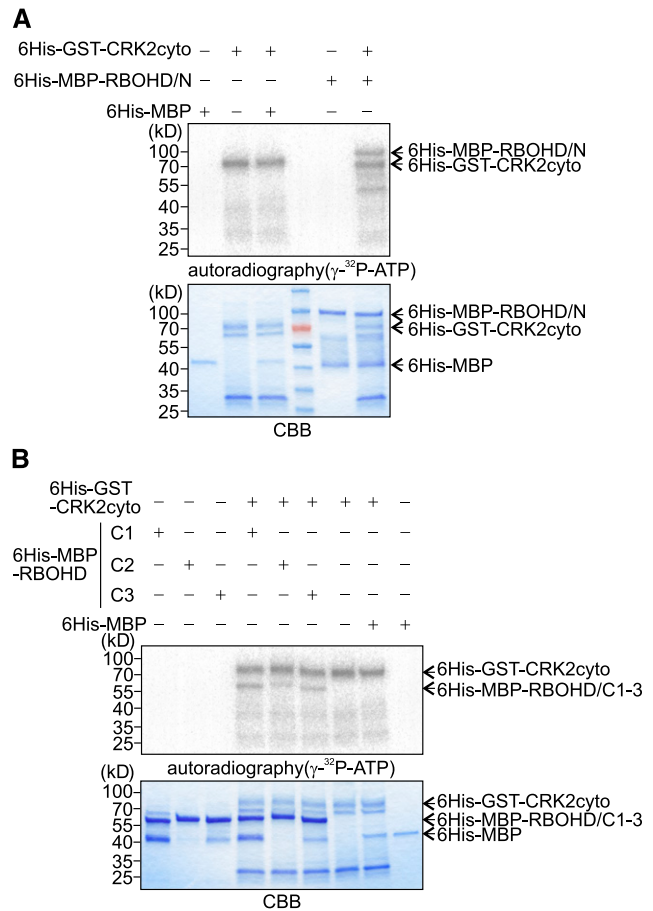 A
6His-GST-CRK2cyto – + + – +
6His-MBP-RBOHD/N – – – + +
6His-MBP + – + – –
(kD)
100
70
55
40
35
25
6His-MBP-RBOHD/N
6His-GST-CRK2cyto
autoradiography(γ-³²P-ATP)
(kD)
100
70
55
40
35
25
6His-MBP-RBOHD/N
6His-GST-CRK2cyto
6His-MBP
CBB
B
6His-GST
-CRK2cyto – – – + + + + + –
6His-MBP
-RBOHD
C1 + – – + – – – – –
C2 – + – – + – – – –
C3 – – + – – + – – –
6His-MBP – – – – – – – + +
(kD)
100
70
55
40
35
25
6His-GST-CRK2cyto
6His-MBP-RBOHD/C1-3
autoradiography(γ-³²P-ATP)
(kD)
100
70
55
40
35
25
6His-GST-CRK2cyto
6His-MBP-RBOHD/C1-3
6His-MBP
CBB